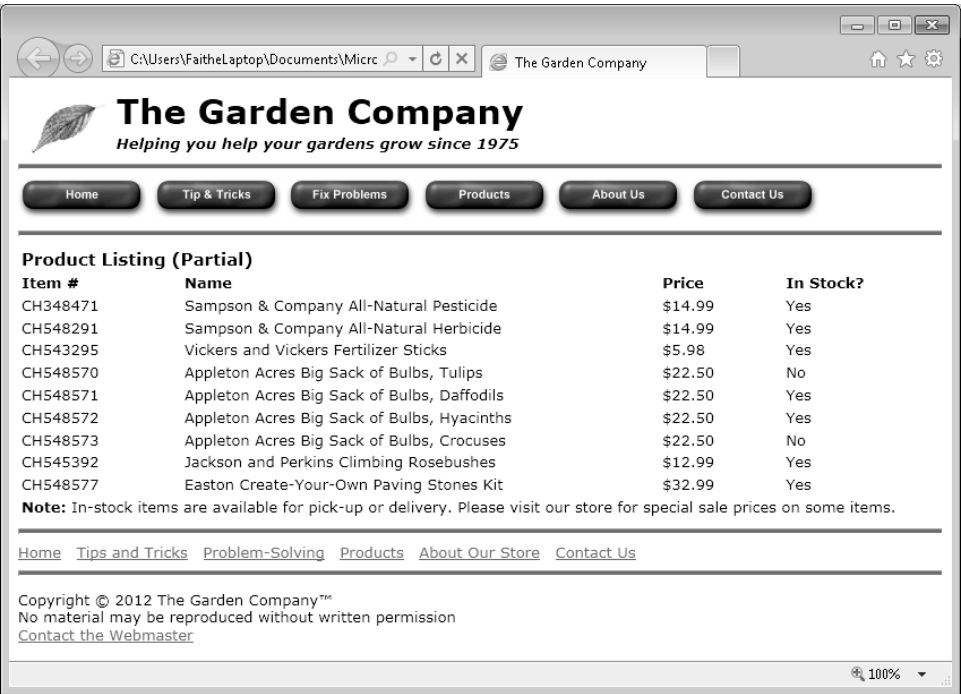 C:\Users\FaitheLaptop\Documents\Micrc
The Garden Company
The Garden Company
Helping you help your gardens grow since 1975
Home Tip & Tricks Fix Problems Products About Us Contact Us
Product Listing (Partial)
Item # Name Price In Stock?
CH348471 Sampson & Company All-Natural Pesticide $14.99 Yes
CH548291 Sampson & Company All-Natural Herbicide $14.99 Yes
CH543295 Vickers and Vickers Fertilizer Sticks $5.98 Yes
CH548570 Appleton Acres Big Sack of Bulbs, Tulips $22.50 No
CH548571 Appleton Acres Big Sack of Bulbs, Daffodils $22.50 Yes
CH548572 Appleton Acres Big Sack of Bulbs, Hyacinths $22.50 Yes
CH548573 Appleton Acres Big Sack of Bulbs, Crocuses $22.50 No
CH545392 Jackson and Perkins Climbing Rosebushes $12.99 Yes
CH548577 Easton Create-Your-Own Paving Stones Kit $32.99 Yes
Note: In-stock items are available for pick-up or delivery. Please visit our store for special sale prices on some items.
Home Tips and Tricks Problem-Solving Products About Our Store Contact Us
Copyright © 2012 The Garden Company™
No material may be reproduced without written permission
Contact the Webmaster
100%